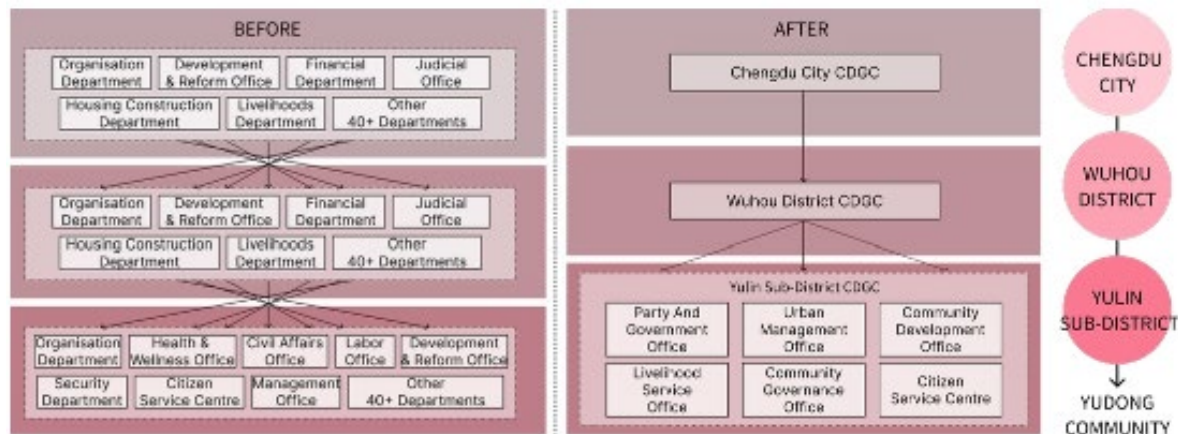 BEFORE
Organisation
Department
Development
& Reform Office
Financial
Department
Judicial
Office
Housing Construction
Department
Livelihoods
Department
Other
40+ Departments
Organisation
Department
Development
& Reform Office
Financial
Department
Judicial
Office
Housing Construction
Department
Livelihoods
Department
Other
40+ Departments
Organisation
Department
Health &
Wellness Office
Civil Affairs
Office
Labor
Office
Development
& Reform Office
Security
Department
Citizen
Service Centre
Management
Office
Other
40+ Departments
AFTER
Chengdu City CDGC
Wuhou District CDGC
Yulin Sub-District CDGC
Party And
Government
Office
Urban
Management
Office
Community
Development
Office
Livelihood
Service
Office
Community
Governance
Office
Citizen
Service Centre
CHENGDU
CITY
WUHOU
DISTRICT
YULIN
SUB-DISTRICT
YUDONG
COMMUNITY